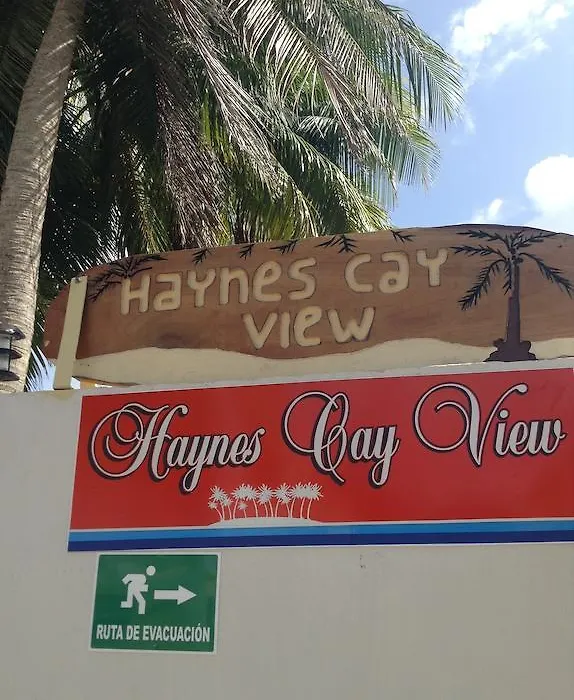 Haynes Cay
View
Haynes Cay View
RUTA DE EVACUACIÓN